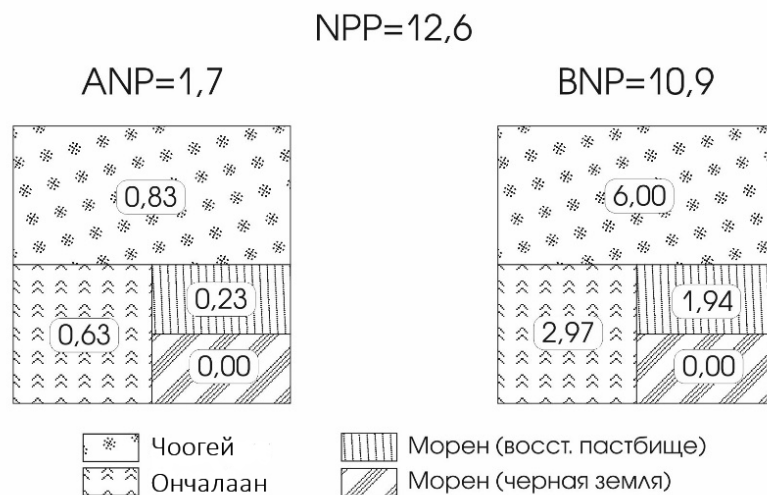 NPP=12,6
ANP=1,7
BNP=10,9
0,83
6,00
0,23
1,94
0,63
2,97
0,00
0,00
Чоогей
Морен (восст. пастбище)
Ончалаан
Морен (черная земля)